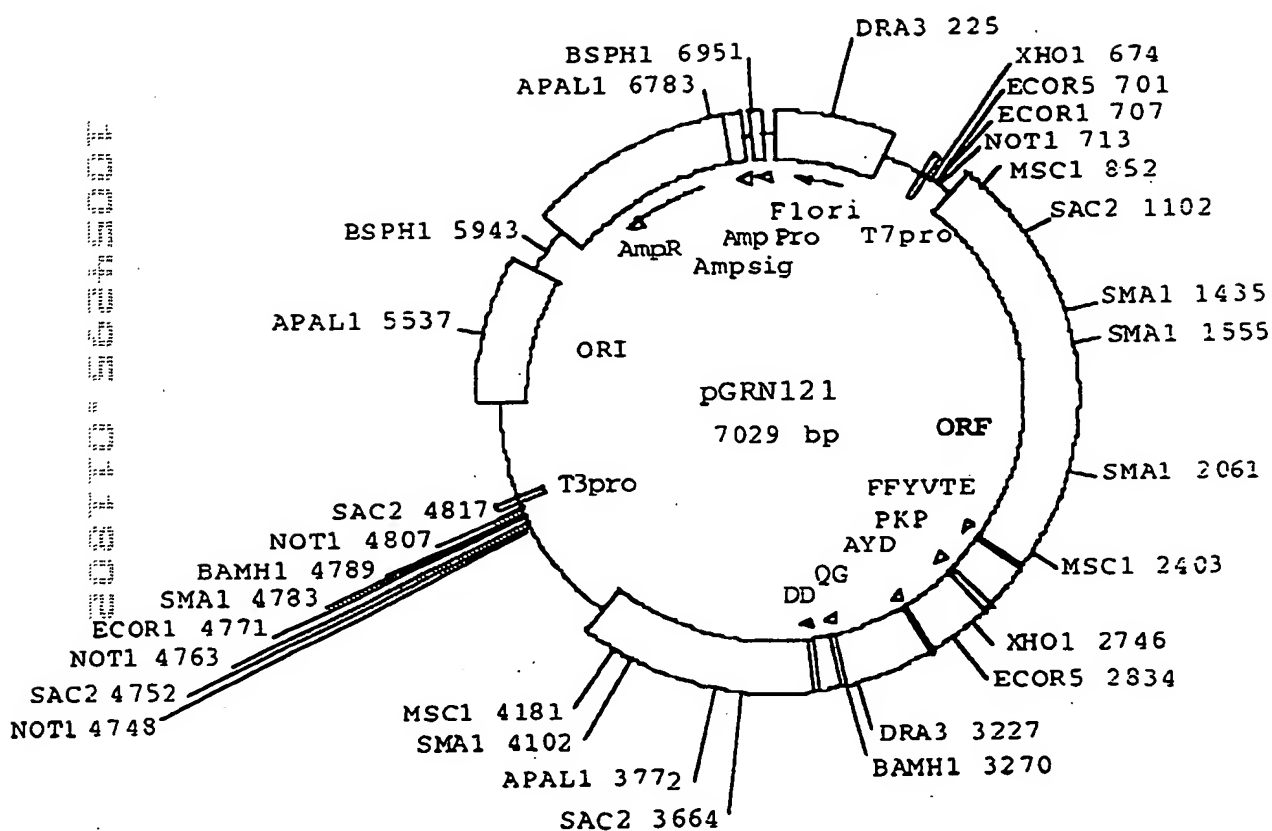 DRA3 225
BSPH1 6951
APAL1 6783
XHO1 674
ECOR5 701
ECOR1 707
NOT1 713
MSC1 852
SAC2 1102
SMA1 1435
SMA1 1555
SMA1 2061
MSC1 2403
XHO1 2746
ECOR5 2834
DRA3 3227
BAMH1 3270
SAC2 3664
APAL1 3772
SMA1 4102
MSC1 4181
NOT1 4748
SAC2 4752
NOT1 4763
ECOR1 4771
SMA1 4783
BAMH1 4789
NOT1 4807
SAC2 4817
APAL1 5537
BSPH1 5943
AmpR
Ampsig
Amp Pro
Flori
T7pro
ORI
pGRN121
7029 bp
ORF
T3pro
FFYVTE
PKP
AYD
QG
DD
10054295.011802